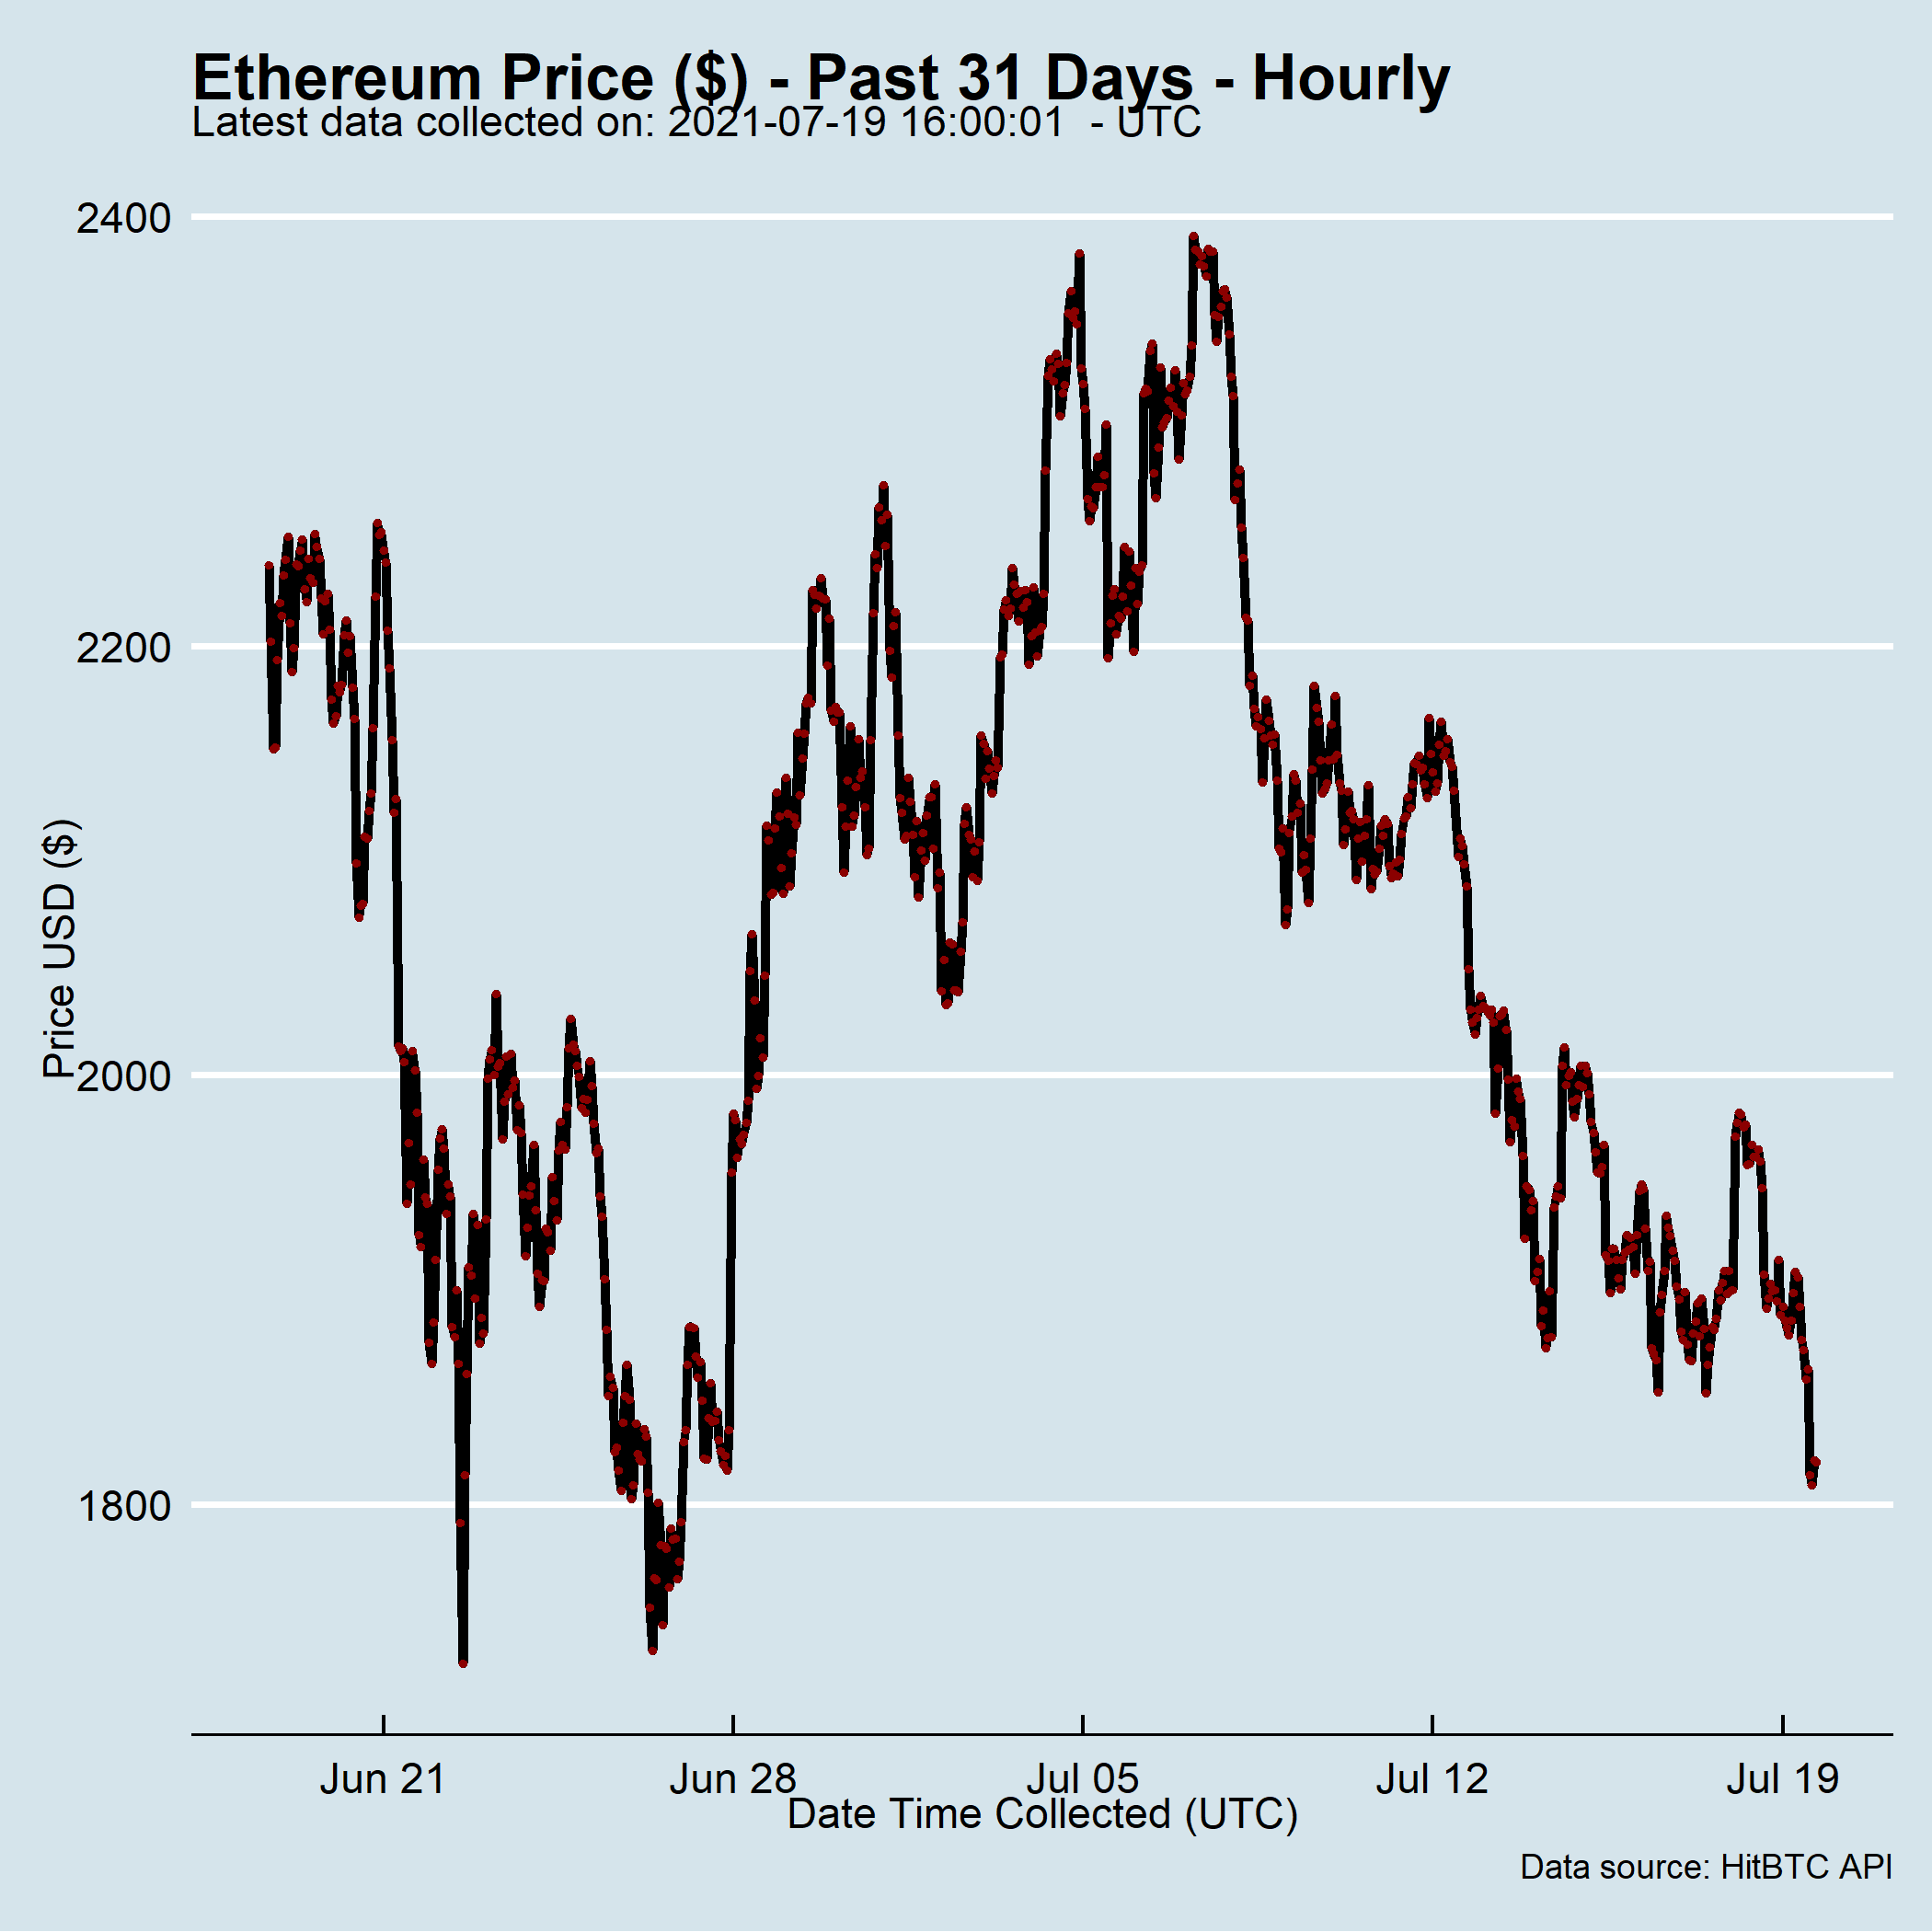 Ethereum Price ($) - Past 31 Days - Hourly
Latest data collected on: 2021-07-19 16:00:01  - UTC
2400
2200
2000
1800
Price USD ($)
Jun 21
Jun 28
Jul 05
Jul 12
Jul 19
Date Time Collected (UTC)
Data source: HitBTC API